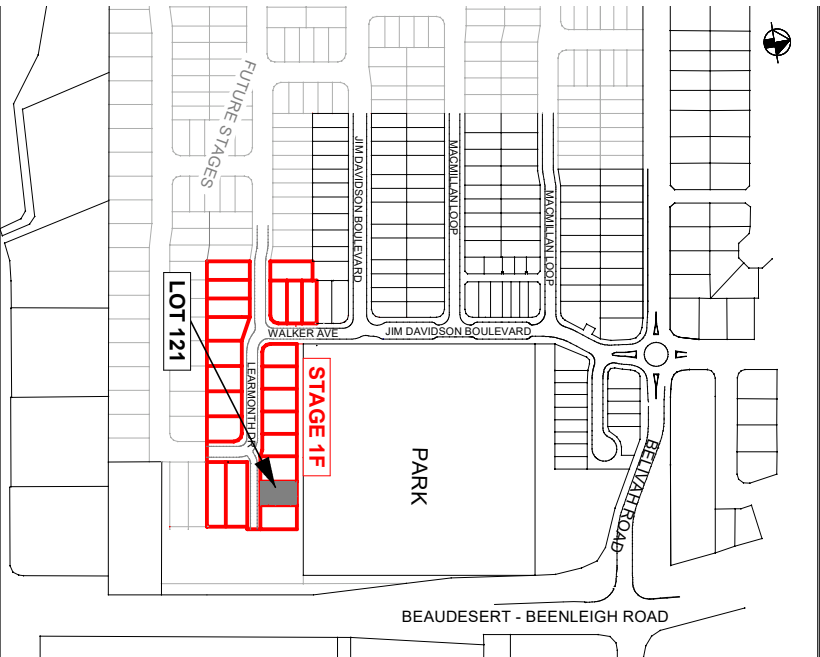 FUTURE STAGES
JIM DAVIDSON BOULEVARD
MACMILLAN LOOP
MACMILLAN LOOP
LOT 121
WALKER AVE
JIM DAVIDSON BOULEVARD
LEARMONTH DR
STAGE 1F
PARK
BELIVAH ROAD
BEAUDESERT - BEENLEIGH ROAD